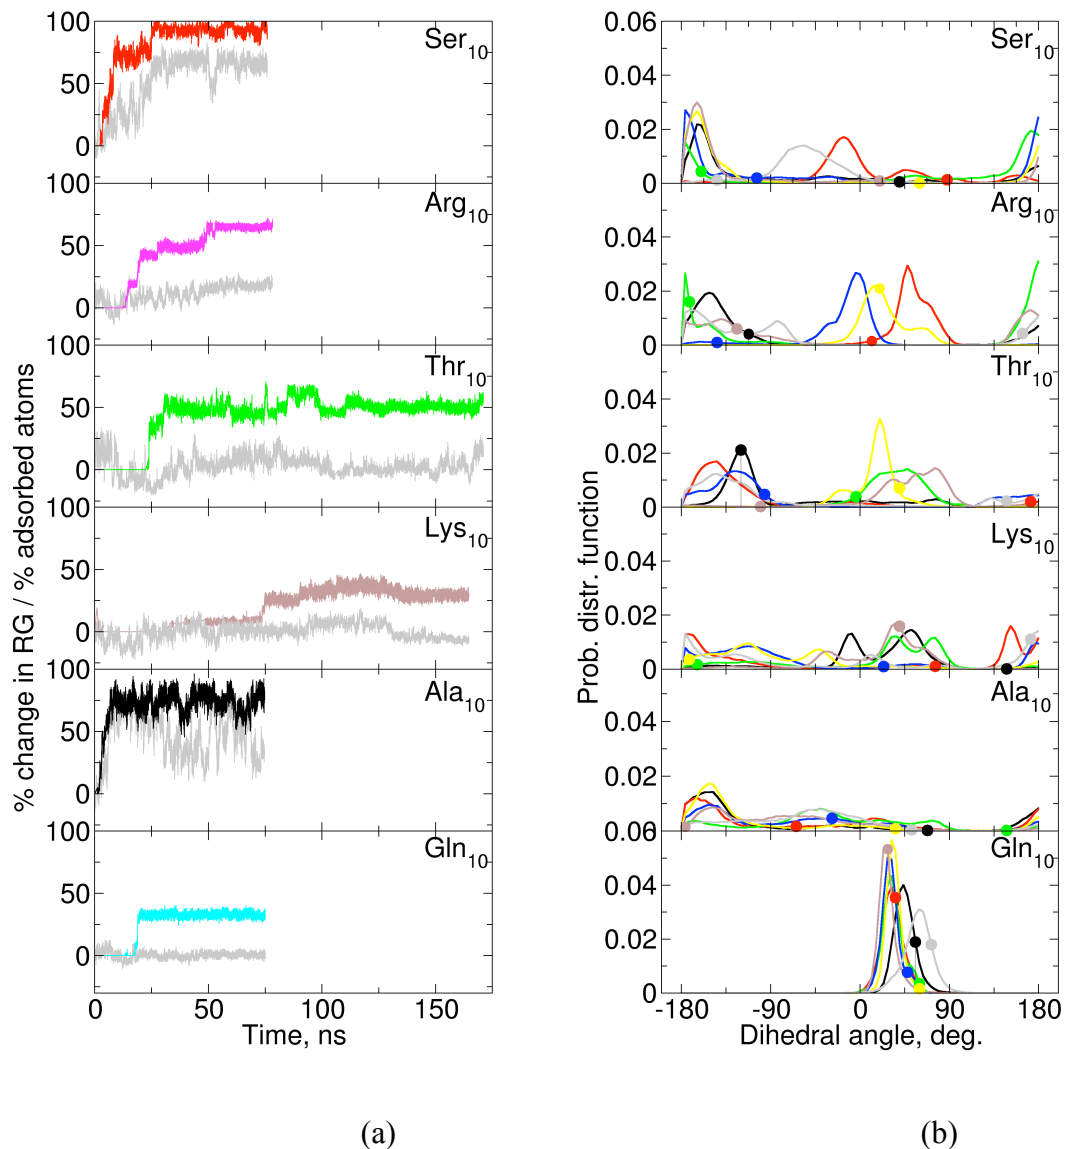 % change in RG / % adsorbed atoms
100
50
0
Ser10
100
50
0
Arg10
100
50
0
Thr10
100
50
0
Lys10
100
50
0
Ala10
100
50
0
Gln10
0 50 100 150
Time, ns
(a)
Prob. distr. function
0.06
0.04
0.02
0
Ser10
0.04
0.02
0
Arg10
0.04
0.02
0
Thr10
0.04
0.02
0
Lys10
0.04
0.02
0
Ala10
0.06
0.04
0.02
0
Gln10
-180 -90 0 90 180
Dihedral angle, deg.
(b)